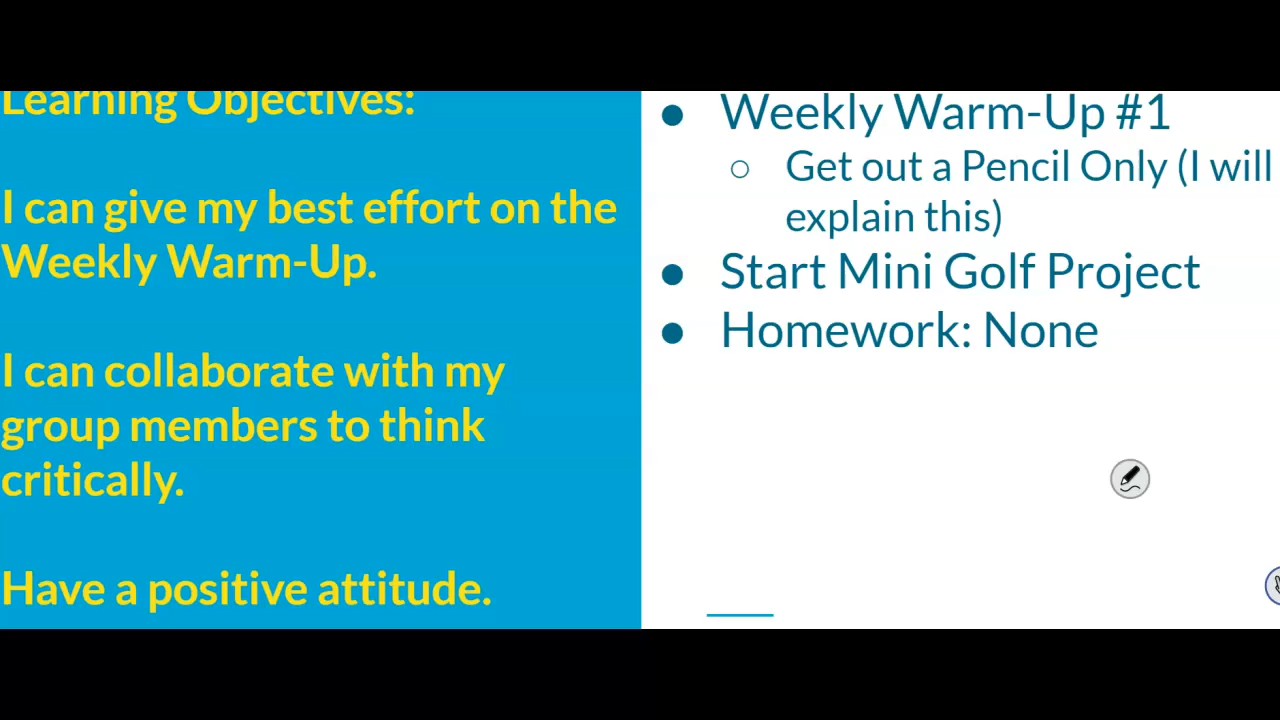 Learning Objectives:
I can give my best effort on the
Weekly Warm-Up.
I can collaborate with my
group members to think
critically.
Have a positive attitude.
● Weekly Warm-Up #1
○ Get out a Pencil Only (I will
explain this)
● Start Mini Golf Project
● Homework: None